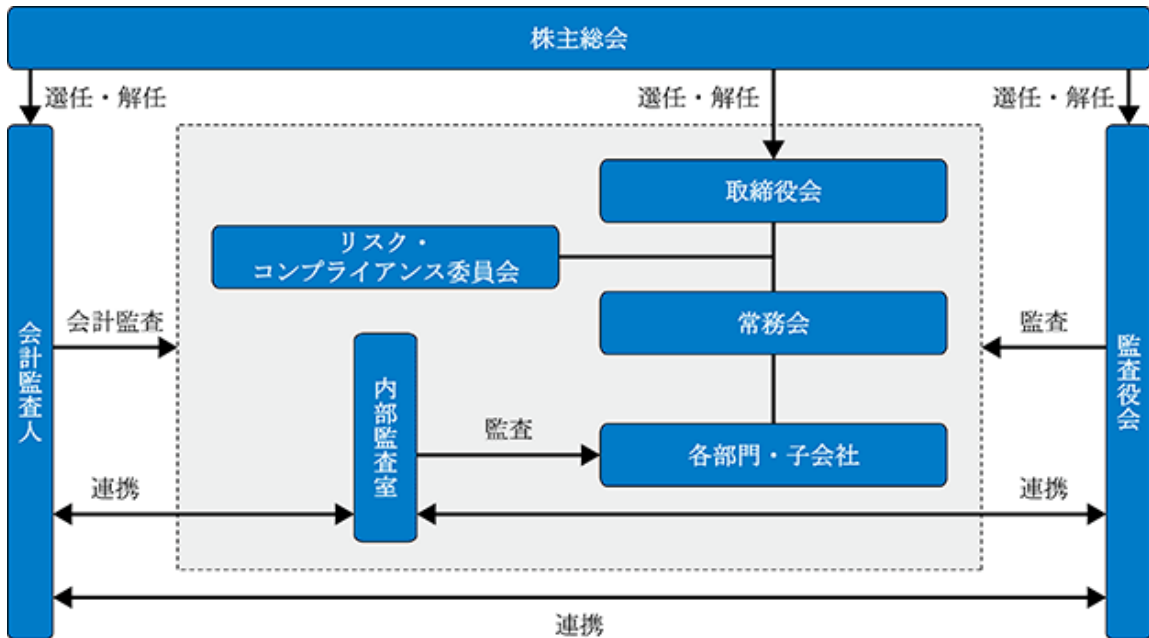 株主総会
選任・解任
選任・解任
選任・解任
取締役会
リスク・
コンプライアンス委員会
会計監査
常務会
監査
会計監査人
内部監査室
監査
各部門・子会社
監査役会
連携
連携
連携